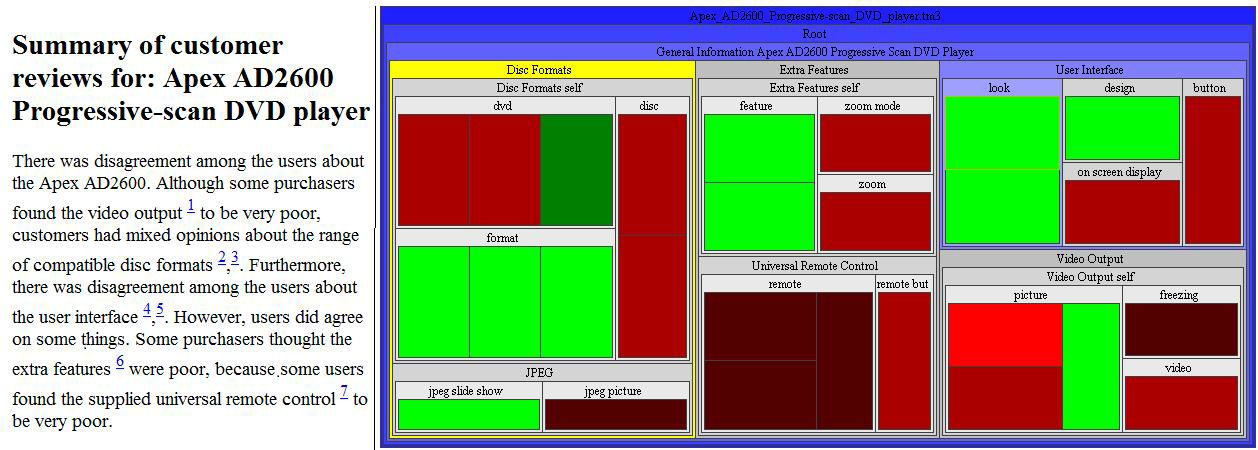 Summary of customer
reviews for: Apex AD2600
Progressive-scan DVD player
There was disagreement among the users about
the Apex AD2600. Although some purchasers
found the video output 1 to be very poor,
customers had mixed opinions about the range
of compatible disc formats 2,3. Furthermore,
there was disagreement among the users about
the user interface 4,5. However, users did agree
on some things. Some purchasers thought the
extra features 6 were poor, because some users
found the supplied universal remote control 7 to
be very poor.
Apex_AD2600_Progressive-scan_DVD_player.tm3
Root
General Information Apex AD2600 Progressive Scan DVD Player
Disc Formats
Disc Formats self
dvd
disc
format
JPEG
jpeg slide show
jpeg picture
Extra Features
Extra Features self
feature
zoom mode
zoom
Universal Remote Control
remote
remote but
User Interface
look
design
button
on screen display
Video Output
Video Output self
picture
freezing
video